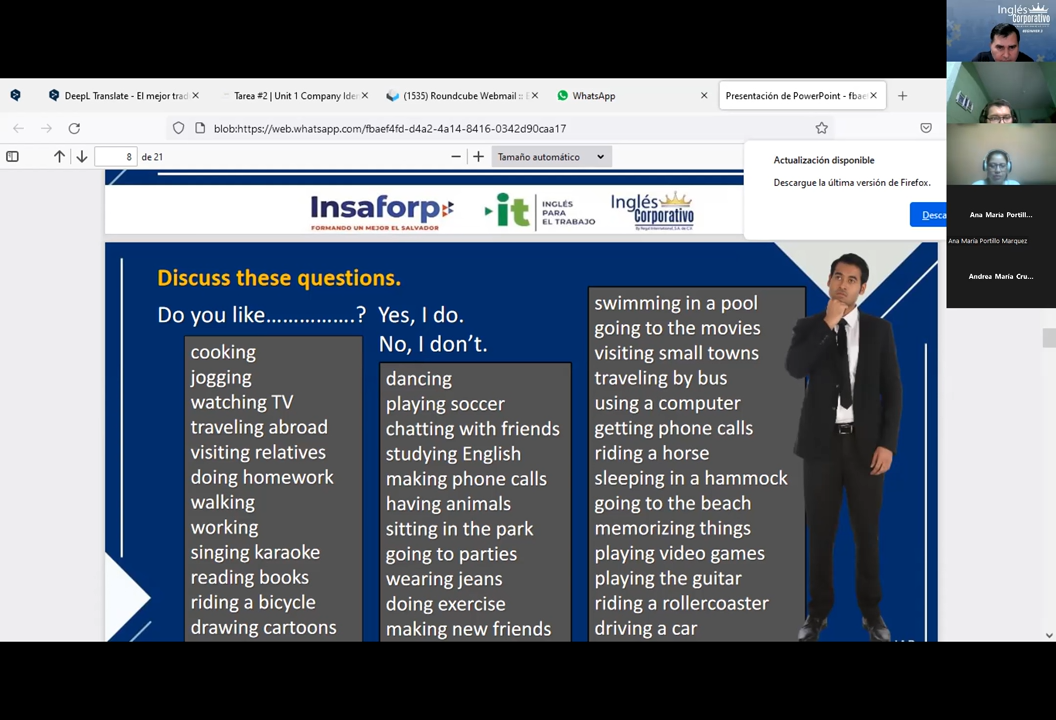 Inglés
Corporativo
BEGINNER 2
DeepL Translate - El mejor trad
Tarea #2 | Unit 1 Company Ide
(1535) Roundcube Webmail :: E
WhatsApp
Presentación de PowerPoint - fbae
blob:https://web.whatsapp.com/fbaef4fd-d4a2-4a14-8416-0342d90caa17
8 de 21
Tamaño automático
Actualización disponible
Descargue la última versión de Firefox.
Desca
Ana Maria Portill...
Ana María Portillo Marquez
Andrea María Cru...
Insaforp
FORMANDO UN MEJOR EL SALVADOR
it
INGLÉS
PARA
EL TRABAJO
Inglés
Corporativo
Discuss these questions.
Do you like…………….? Yes, I do.
No, I don't.
cooking
jogging
watching TV
traveling abroad
visiting relatives
doing homework
walking
working
singing karaoke
reading books
riding a bicycle
drawing cartoons
dancing
playing soccer
chatting with friends
studying English
making phone calls
having animals
sitting in the park
going to parties
wearing jeans
doing exercise
making new friends
swimming in a pool
going to the movies
visiting small towns
traveling by bus
using a computer
getting phone calls
riding a horse
sleeping in a hammock
going to the beach
memorizing things
playing video games
playing the guitar
riding a rollercoaster
driving a car